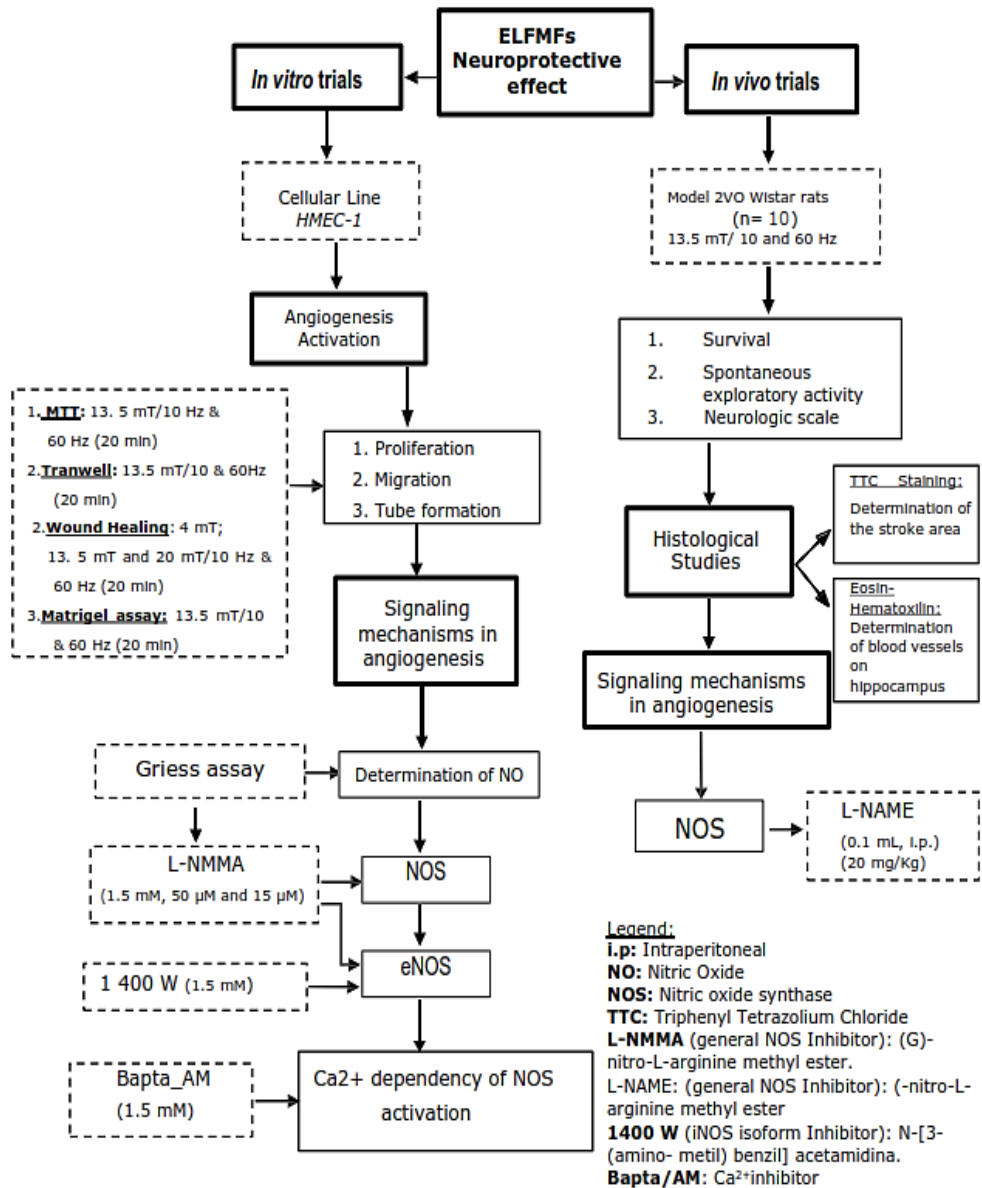 ELFMFs
Neuroprotective
effect
In vitro trials
In vivo trials
Cellular Line
HMEC-1
Angiogenesis
Activation
1. MTT: 13. 5 mT/10 Hz &
60 Hz (20 min)
2.Tranwell: 13.5 mT/10 & 60Hz
(20 min)
2.Wound Healing: 4 mT;
13. 5 mT and 20 mT/10 Hz &
60 Hz (20 min)
3.Matrigel assay: 13.5 mT/10
& 60 Hz (20 min)
1. Proliferation
2. Migration
3. Tube formation
Signaling
mechanisms in
angiogenesis
Griess assay
Determination of NO
L-NMMA
(1.5 mM, 50 µM and 15 µM)
NOS
eNOS
1 400 W (1.5 mM)
Bapta_AM
(1.5 mM)
Ca2+ dependency of NOS
activation
Model 2VO Wistar rats
(n= 10)
13.5 mT/ 10 and 60 Hz
1. Survival
2. Spontaneous
exploratory activity
3. Neurologic scale
Histological
Studies
TTC Staining:
Determination of
the stroke area
Eosin-
Hematoxilin:
Determination
of blood vessels
on
hippocampus
Signaling mechanisms
in angiogenesis
NOS
L-NAME
(0.1 mL, i.p.)
(20 mg/Kg)
Legend:
i.p: Intraperitoneal
NO: Nitric Oxide
NOS: Nitric oxide synthase
TTC: Triphenyl Tetrazolium Chloride
L-NMMA (general NOS Inhibitor): (G)-
nitro-L-arginine methyl ester.
L-NAME: (general NOS Inhibitor): (-nitro-L-
arginine methyl ester
1400 W (iNOS isoform Inhibitor): N-[3-
(amino- metil) benzil] acetamidina.
Bapta/AM: Ca²⁺inhibitor